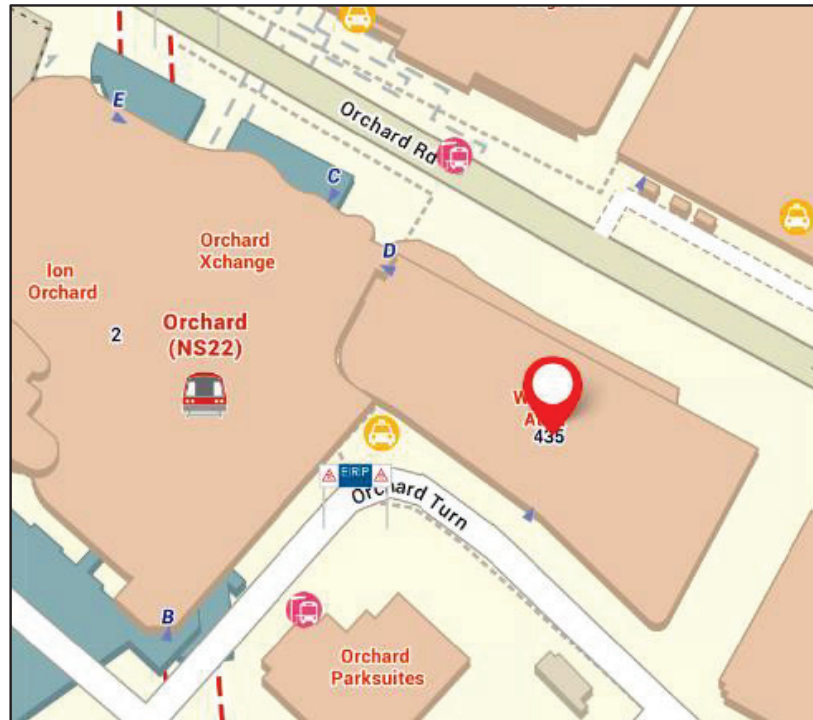 E
Orchard Rd
C
D
Orchard
Xchange
Ion
Orchard
Orchard
(NS22)
2
435
ERP
Orchard Turn
B
Orchard
Parksuites